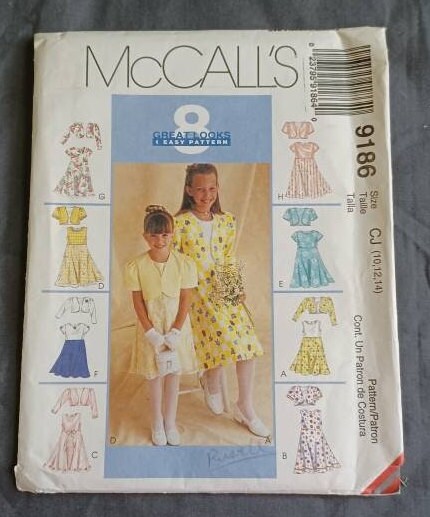 McCALL'S
8
GREAT LOOKS
1 EASY PATTERN
9186
Size
Taille
Talla
CJ (10,12,14)
Pattern/Patron
Cont. Un Patron de Costura
G
D
F
C
H
E
A
B
D
A